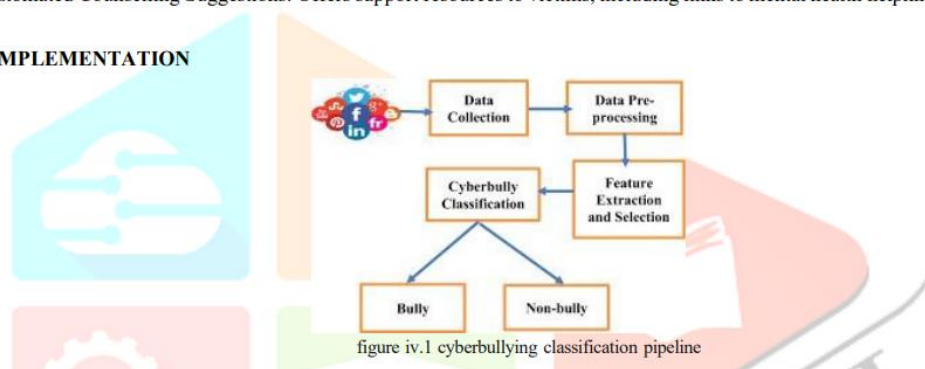 MPLEMENTATION
Data
Collection
Data Pre-
processing
Cyberbully
Classification
Feature
Extraction
and Selection
Bully
Non-bully
figure iv.1 cyberbullying classification pipeline